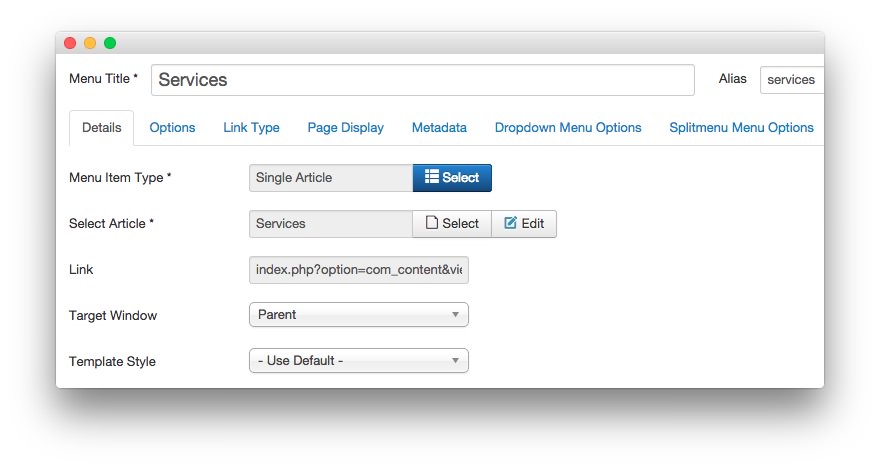 Menu Title * Services Alias services
Details Options Link Type Page Display Metadata Dropdown Menu Options Splitmenu Menu Options
Menu Item Type * Single Article Select
Select Article * Services Select Edit
Link index.php?option=com_content&vie
Target Window Parent
Template Style - Use Default -